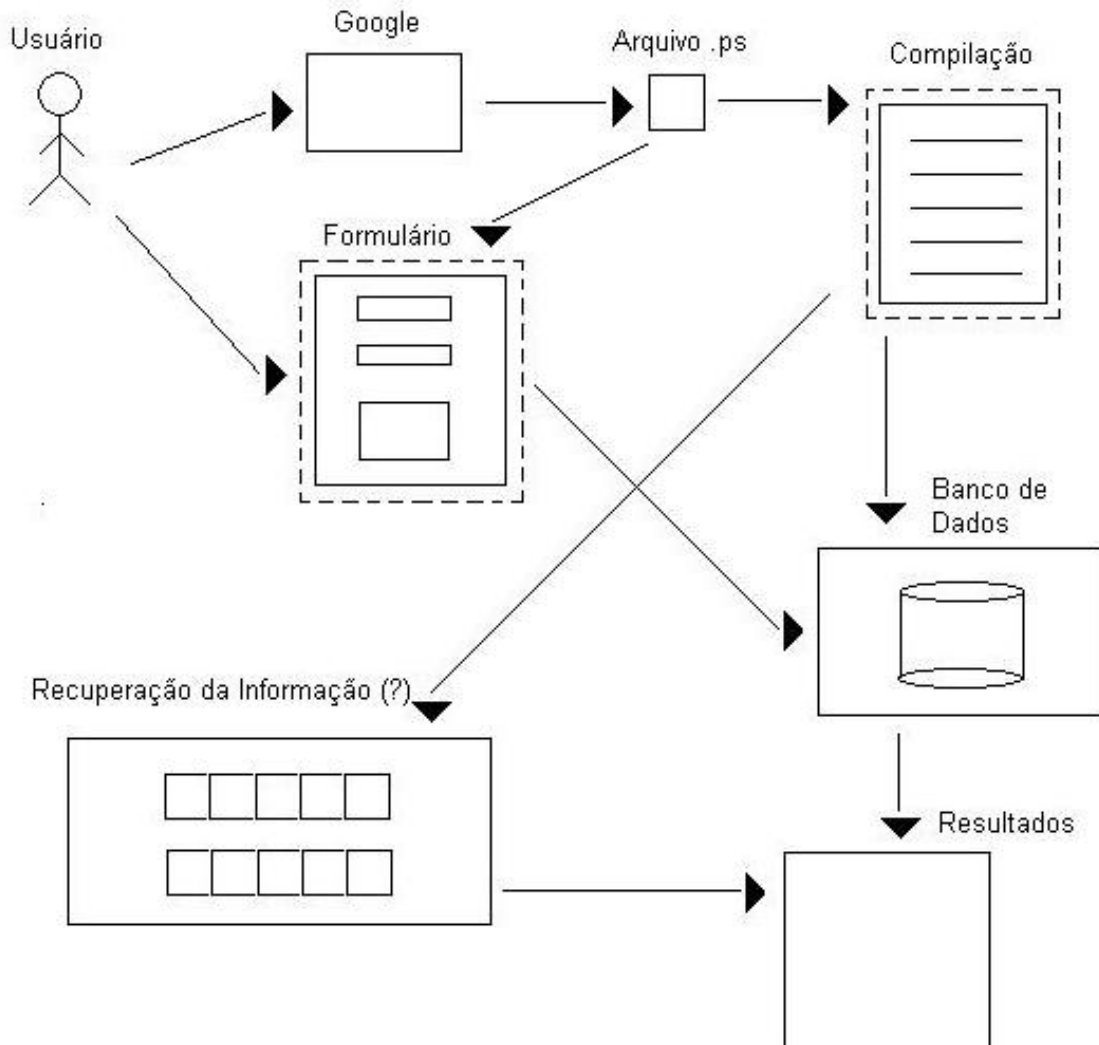 Usuário
Google
Arquivo .ps
Compilação
Formulário
Banco de
Dados
Recuperação da Informação (?)
Resultados